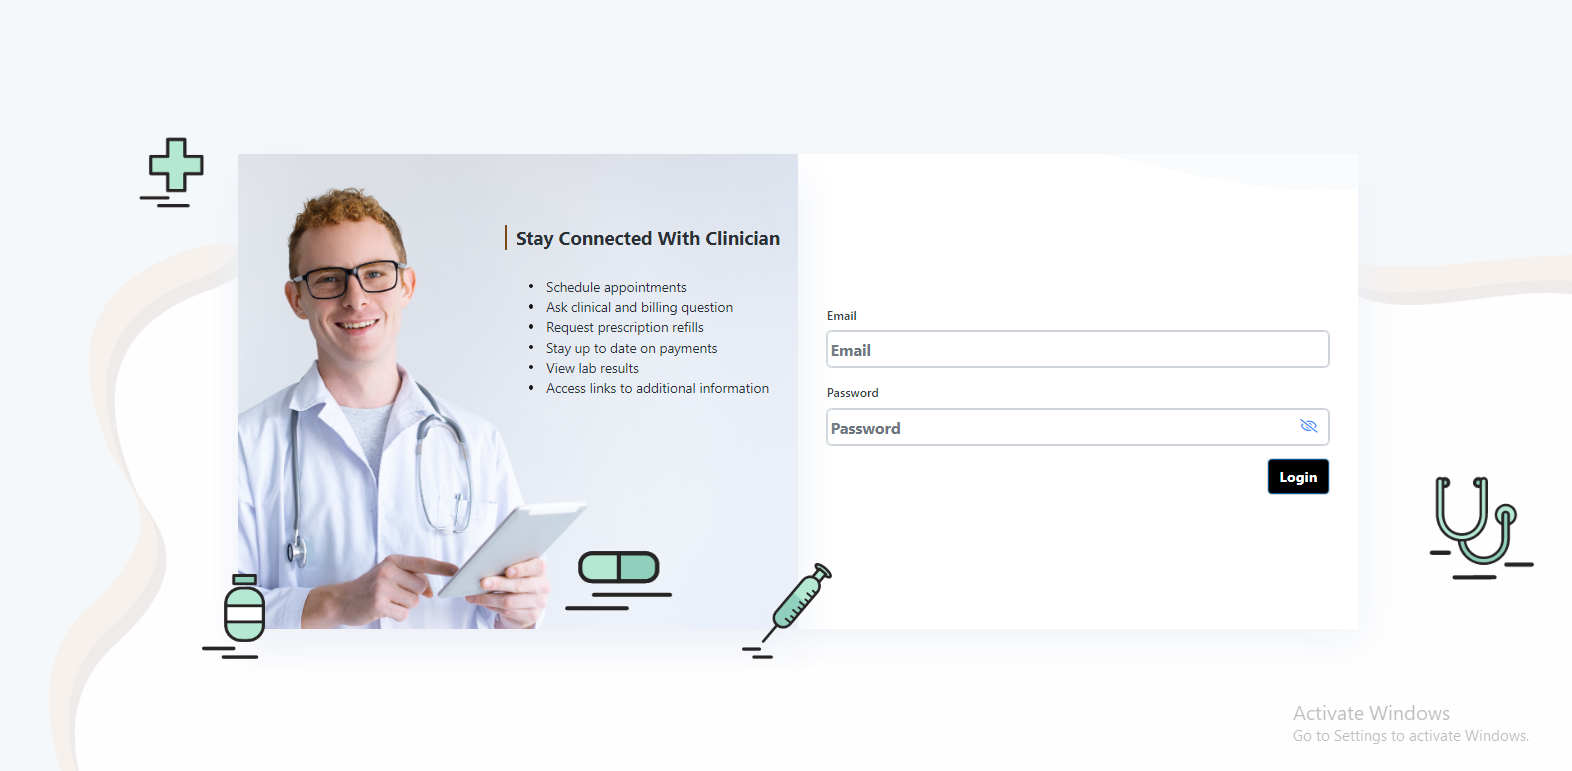 Stay Connected With Clinician
• Schedule appointments
• Ask clinical and billing question
• Request prescription refills
• Stay up to date on payments
• View lab results
• Access links to additional information
Email
Email
Password
Password
Login
Activate Windows
Go to Settings to activate Windows.